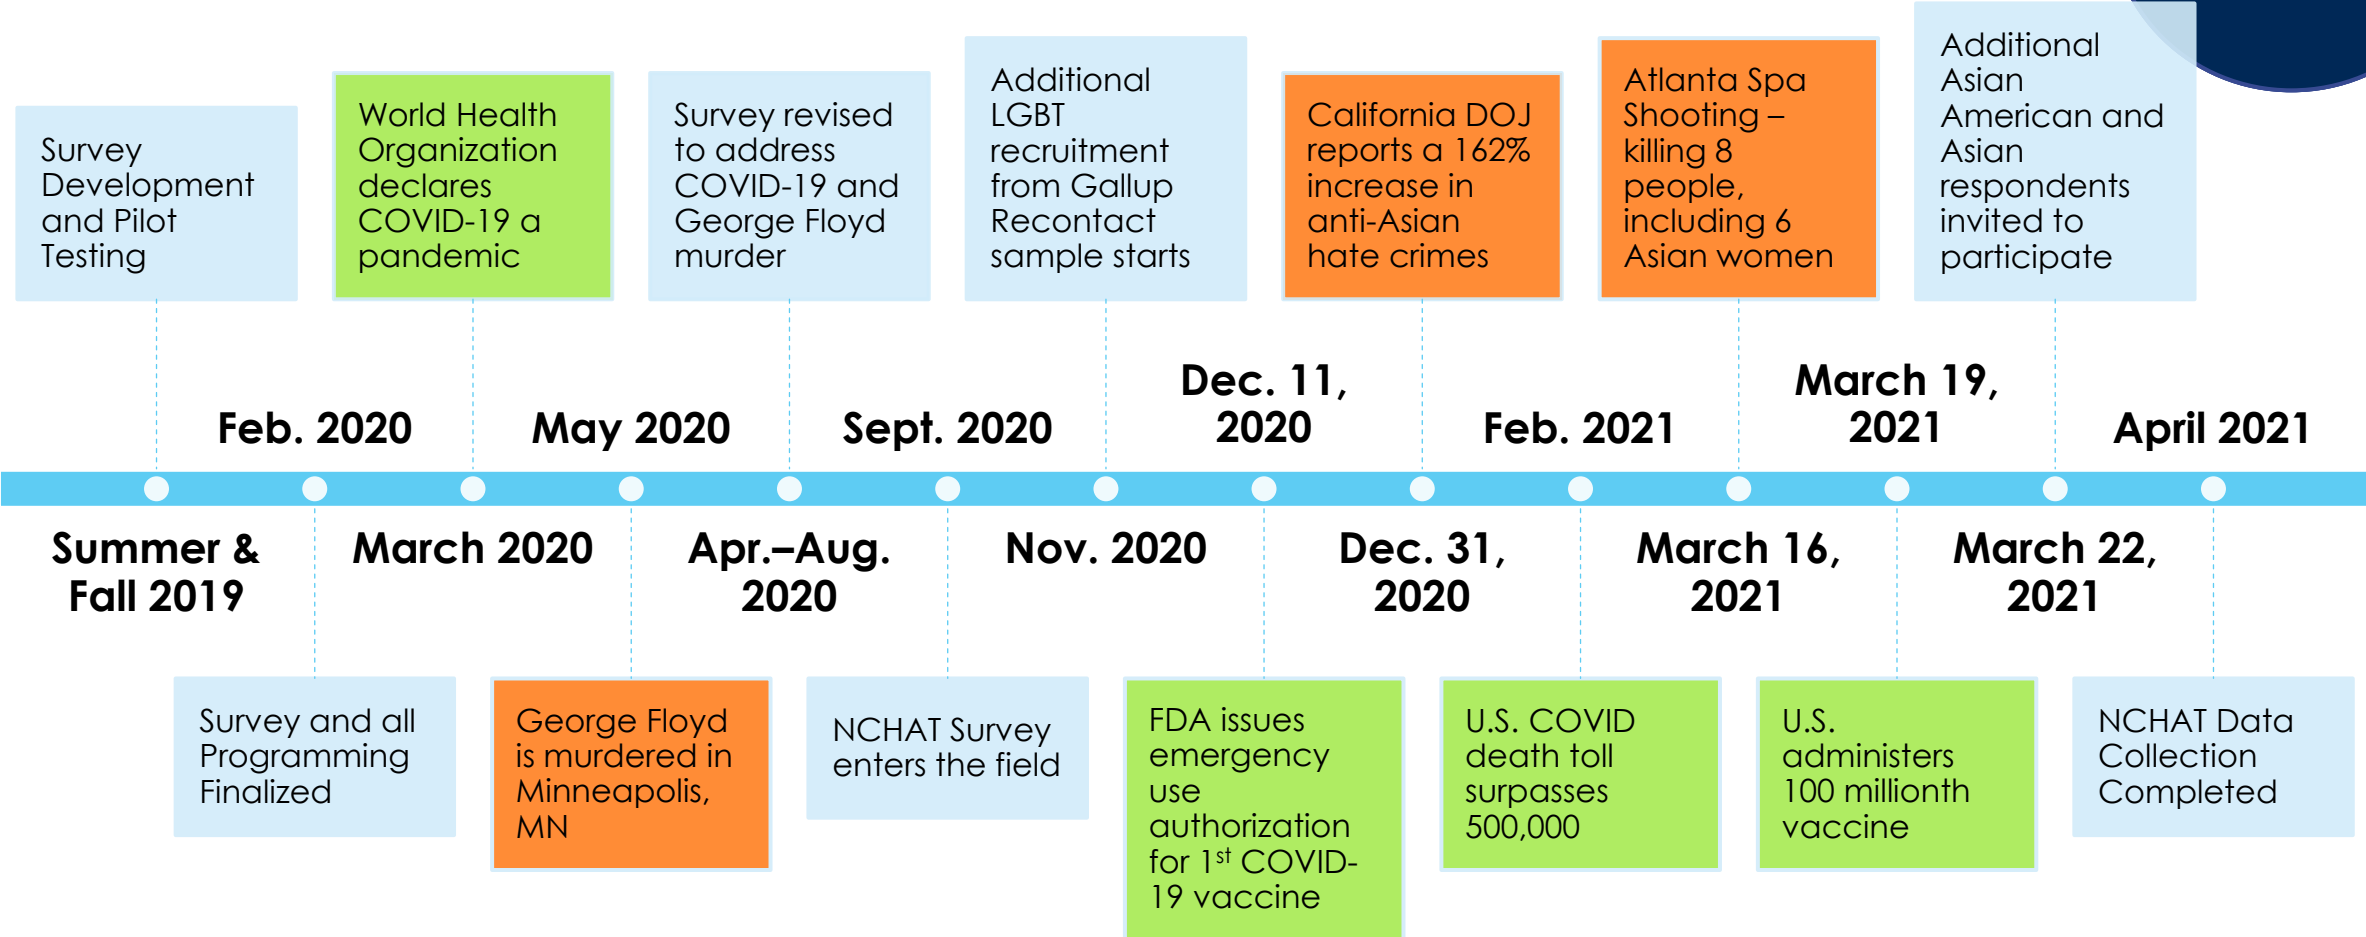 Survey
Development
and Pilot
Testing
World Health
Organization
declares
COVID-19 a
pandemic
Survey revised
to address
COVID-19 and
George Floyd
murder
Additional
LGBT
recruitment
from Gallup
Recontact
sample starts
California DOJ
reports a 162%
increase in
anti-Asian
hate crimes
Atlanta Spa
Shooting –
killing 8
people,
including 6
Asian women
Additional
Asian
American and
Asian
respondents
invited to
participate
Feb. 2020
May 2020
Sept. 2020
Dec. 11,
2020
Feb. 2021
March 19,
2021
April 2021
Summer &
Fall 2019
March 2020
Apr.–Aug.
2020
Nov. 2020
Dec. 31,
2020
March 16,
2021
March 22,
2021
Survey and all
Programming
Finalized
George Floyd
is murdered in
Minneapolis,
MN
NCHAT Survey
enters the field
FDA issues
emergency
use
authorization
for 1st COVID-
19 vaccine
U.S. COVID
death toll
surpasses
500,000
U.S.
administers
100 millionth
vaccine
NCHAT Data
Collection
Completed